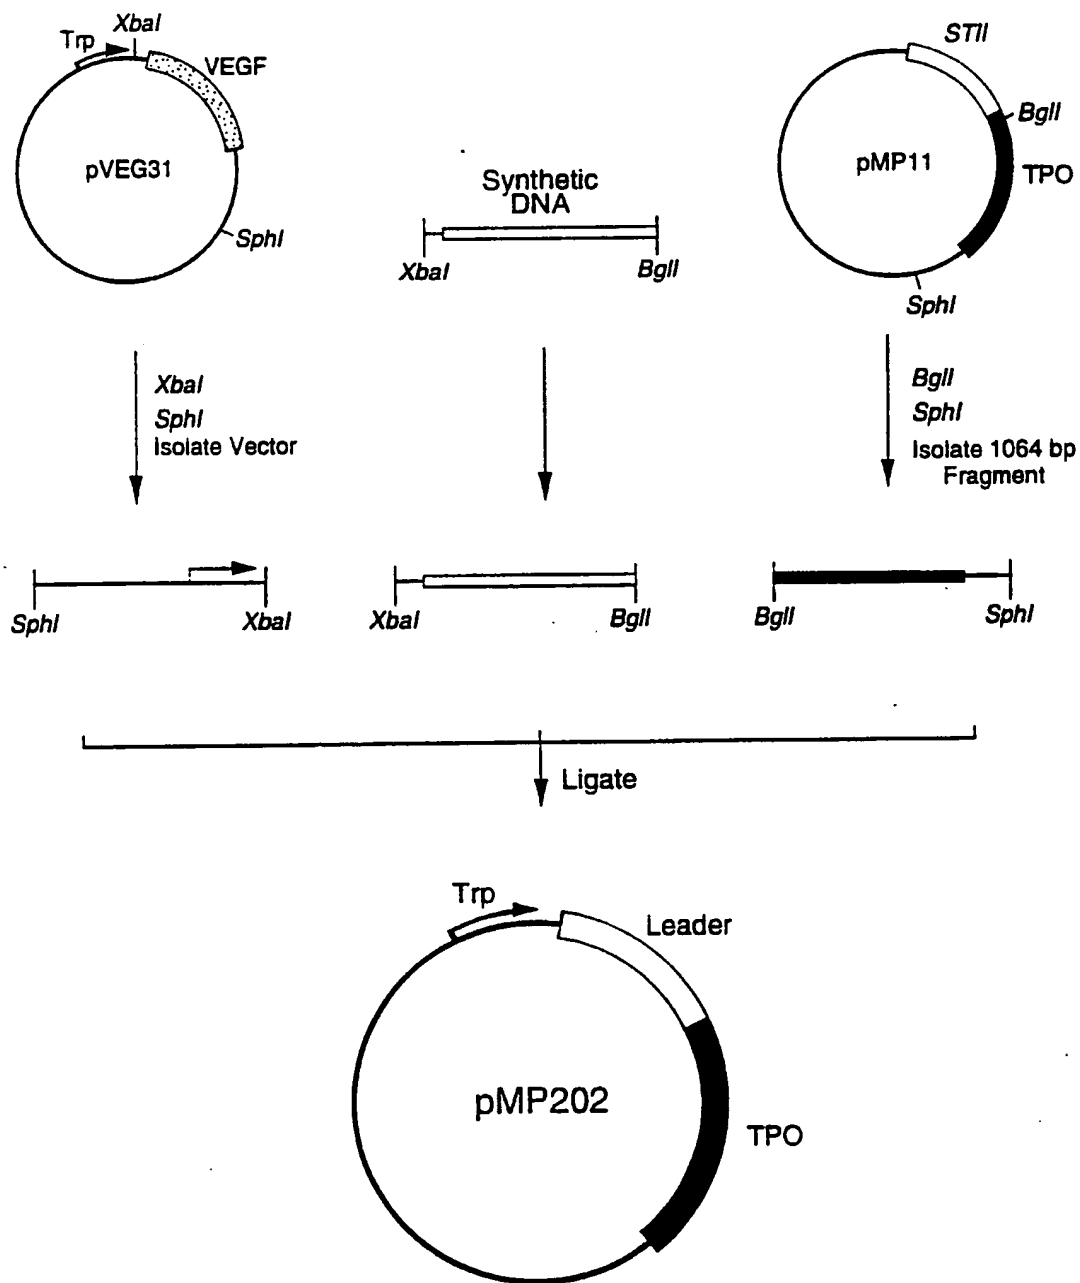 XbaI
Trp
VEGF
pVEG31
SphI
Synthetic
DNA
XbaI
BglI
STII
BglI
pMP11
TPO
SphI
XbaI
SphI
Isolate Vector
BglI
SphI
Isolate 1064 bp
Fragment
SphI
XbaI
XbaI
BglI
BglI
SphI
Ligate
Trp
Leader
pMP202
TPO